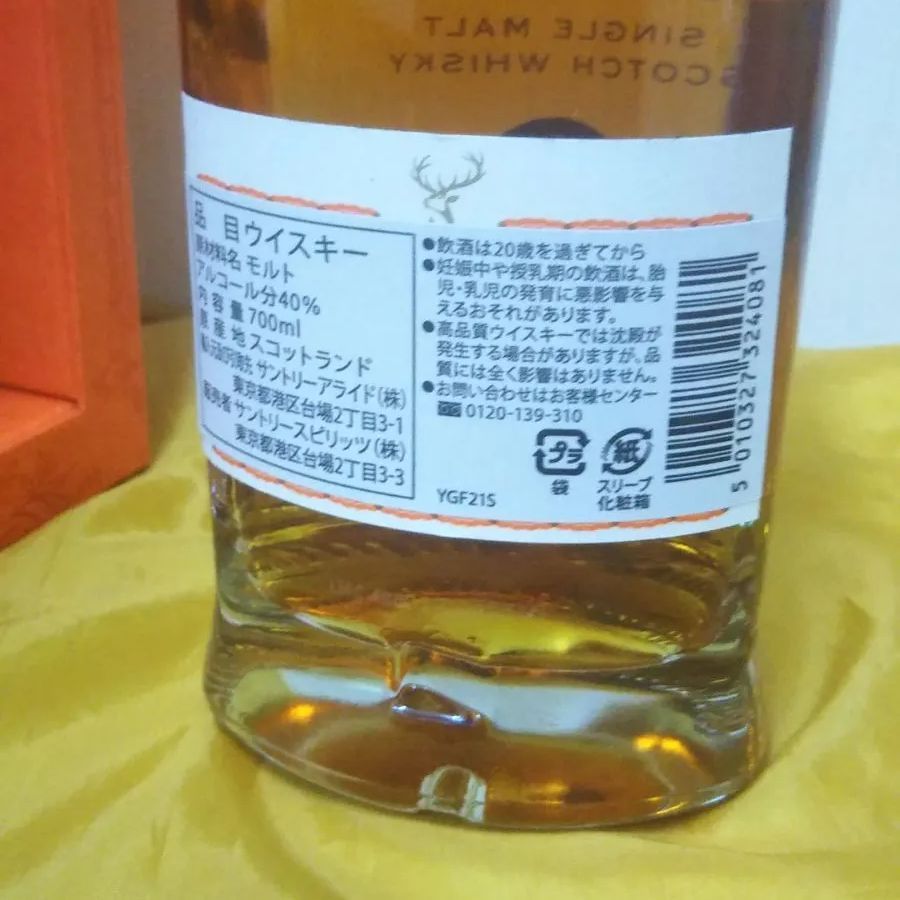 SINGLE MALT
SCOTCH WHISKY
品 目 ウイスキー
原材料名 モルト
アルコール分40%
内容量 700ml
原産地 スコットランド
輸入元および引取先 サントリーアライド(株)
東京都港区台場2丁目3-1
販売者 サントリースピリッツ(株)
東京都港区台場2丁目3-3
●飲酒は20歳を過ぎてから
●妊娠中や授乳期の飲酒は、胎
児・乳児の発育に悪影響を与
えるおそれがあります。
●高品質ウイスキーでは沈殿が
発生する場合がありますが、品
質には全く影響はありません。
●お問い合わせはお客様センター
0120-139-310
プラ
袋
紙
スリーブ
化粧箱
YGF21S
5 010327 324081